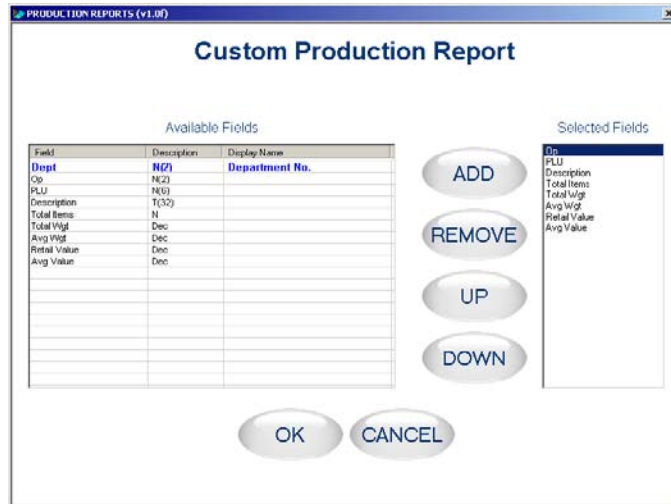 PRODUCTION REPORTS (v1.0f)
Custom Production Report
Available Fields
Selected Fields
Field Description Display Name
Dept N(2) Department No.
Op N(2)
PLU N(6)
Description T(32)
Total Items N
Total Wgt Dec
Avg Wgt Dec
Retail Value Dec
Avg Value Dec
ADD
REMOVE
UP
DOWN
Op
PLU
Description
Total Items
Total Wgt
Avg Wgt
Retail Value
Avg Value
OK
CANCEL